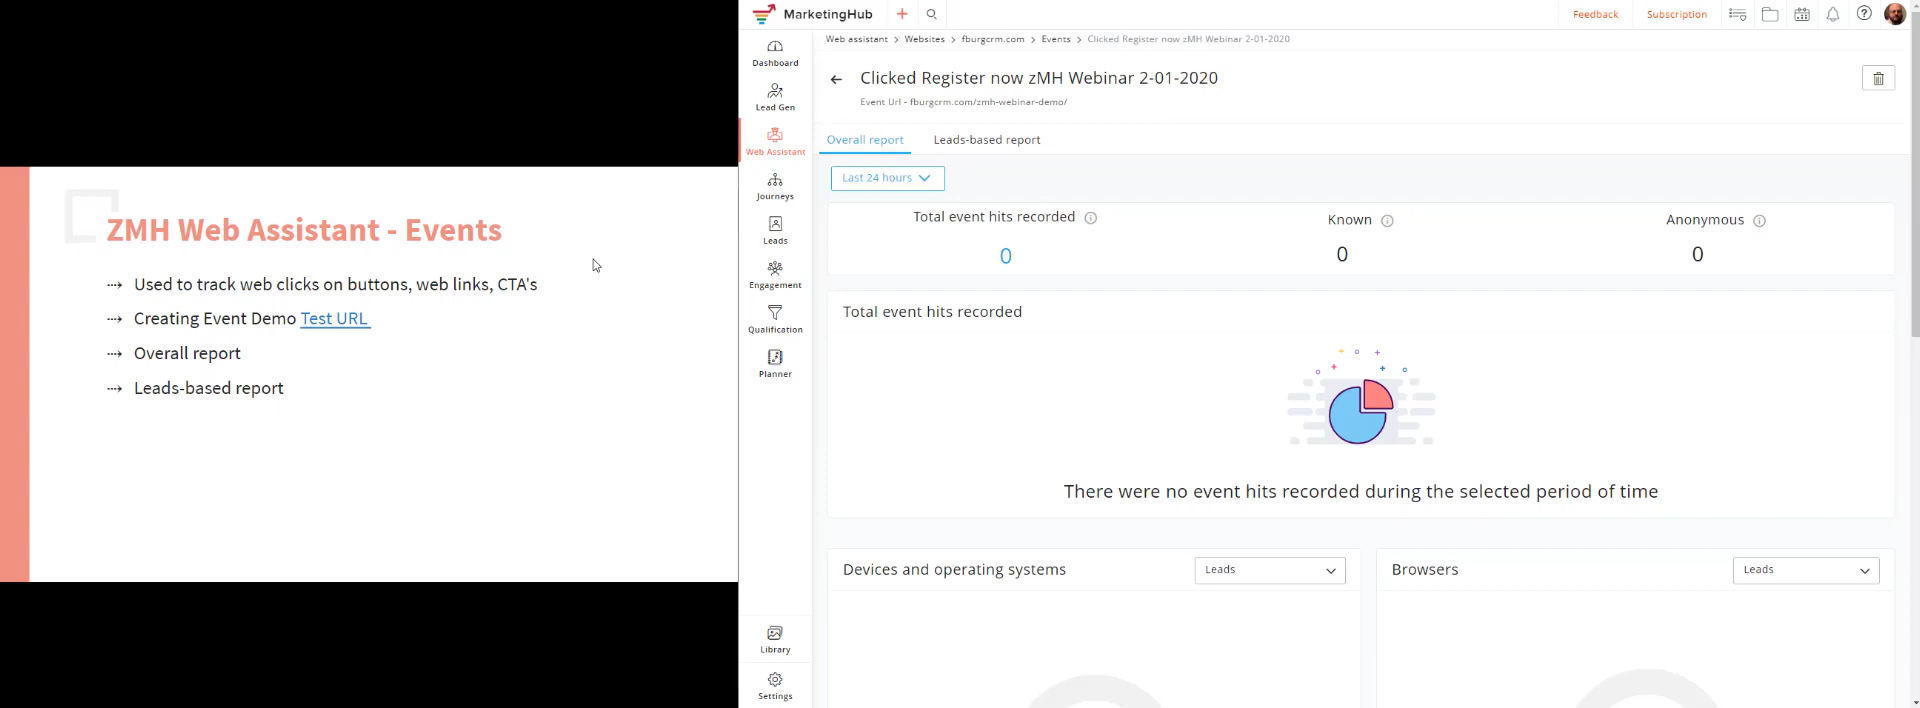 ZMH Web Assistant - Events
Used to track web clicks on buttons, web links, CTA's
Creating Event Demo Test URL
Overall report
Leads-based report
MarketingHub
Feedback
Subscription
Dashboard
Lead Gen
Web Assistant
Journeys
Leads
Engagement
Qualification
Planner
Library
Settings
Web assistant > Websites > fburgcrm.com > Events > Clicked Register now zMH Webinar 2-01-2020
Clicked Register now zMH Webinar 2-01-2020
Event Url - fburgcrm.com/zmh-webinar-demo/
Overall report
Leads-based report
Last 24 hours
Total event hits recorded
Known
Anonymous
0
0
0
Total event hits recorded
There were no event hits recorded during the selected period of time
Devices and operating systems
Leads
Browsers
Leads